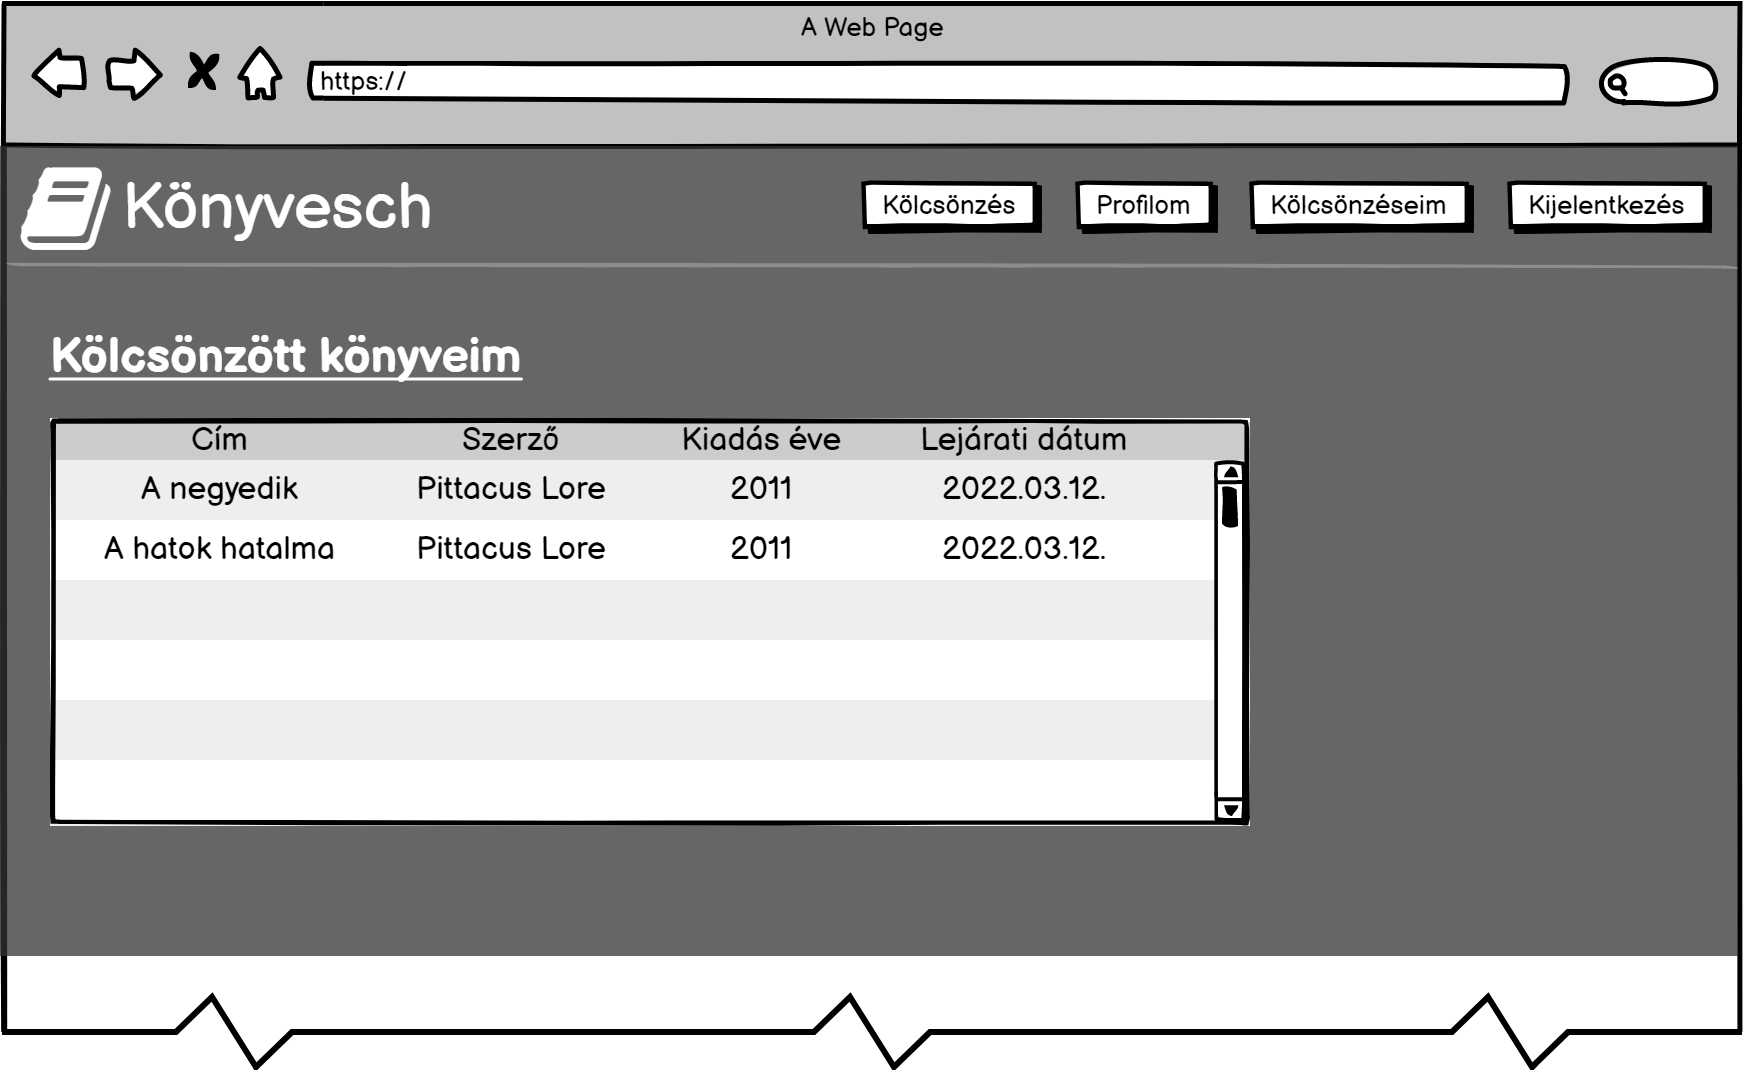 A Web Page
https://
Könyvesch
Kölcsönzés Profilom Kölcsönzéseim Kijelentkezés
Kölcsönzött könyveim
Cím Szerző Kiadás éve Lejárati dátum
A negyedik Pittacus Lore 2011 2022.03.12.
A hatok hatalma Pittacus Lore 2011 2022.03.12.